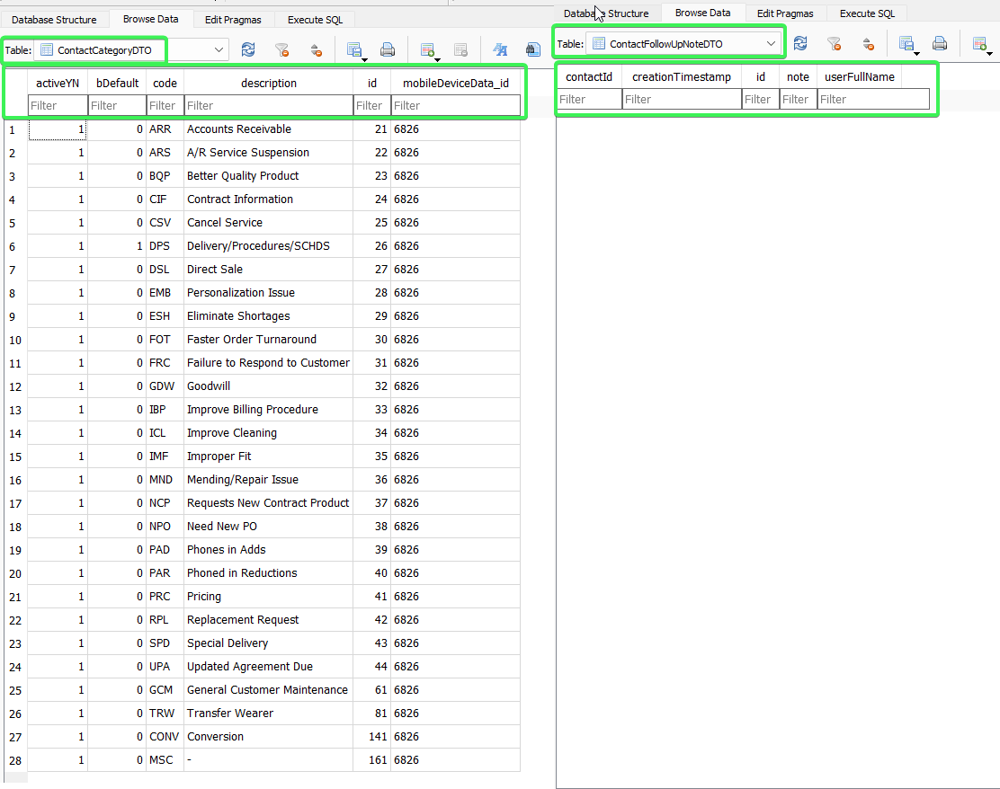 Database Structure Browse Data Edit Pragmas Execute SQL
Table: ContactCategoryDTO
activeYN bDefault code description id mobileDeviceData_id
Filter Filter Filter Filter Filter Filter
1 1 0 ARR Accounts Receivable 21 6826
2 1 0 ARS A/R Service Suspension 22 6826
3 1 0 BQP Better Quality Product 23 6826
4 1 0 CIF Contract Information 24 6826
5 1 0 CSV Cancel Service 25 6826
6 1 1 DPS Delivery/Procedures/SCHDS 26 6826
7 1 0 DSL Direct Sale 27 6826
8 1 0 EMB Personalization Issue 28 6826
9 1 0 ESH Eliminate Shortages 29 6826
10 1 0 FOT Faster Order Turnaround 30 6826
11 1 0 FRC Failure to Respond to Customer 31 6826
12 1 0 GDW Goodwill 32 6826
13 1 0 IBP Improve Billing Procedure 33 6826
14 1 0 ICL Improve Cleaning 34 6826
15 1 0 IMF Improper Fit 35 6826
16 1 0 MND Mending/Repair Issue 36 6826
17 1 0 NCP Requests New Contract Product 37 6826
18 1 0 NPO Need New PO 38 6826
19 1 0 PAD Phones in Adds 39 6826
20 1 0 PAR Phoned in Reductions 40 6826
21 1 0 PRC Pricing 41 6826
22 1 0 RPL Replacement Request 42 6826
23 1 0 SPD Special Delivery 43 6826
24 1 0 UPA Updated Agreement Due 44 6826
25 1 0 GCM General Customer Maintenance 61 6826
26 1 0 TRW Transfer Wearer 81 6826
27 1 0 CONV Conversion 141 6826
28 1 0 MSC - 161 6826
Database Structure Browse Data Edit Pragmas Execute SQL
Table: ContactFollowUpNoteDTO
contactId creationTimestamp id note userFullName
Filter Filter Filter Filter Filter